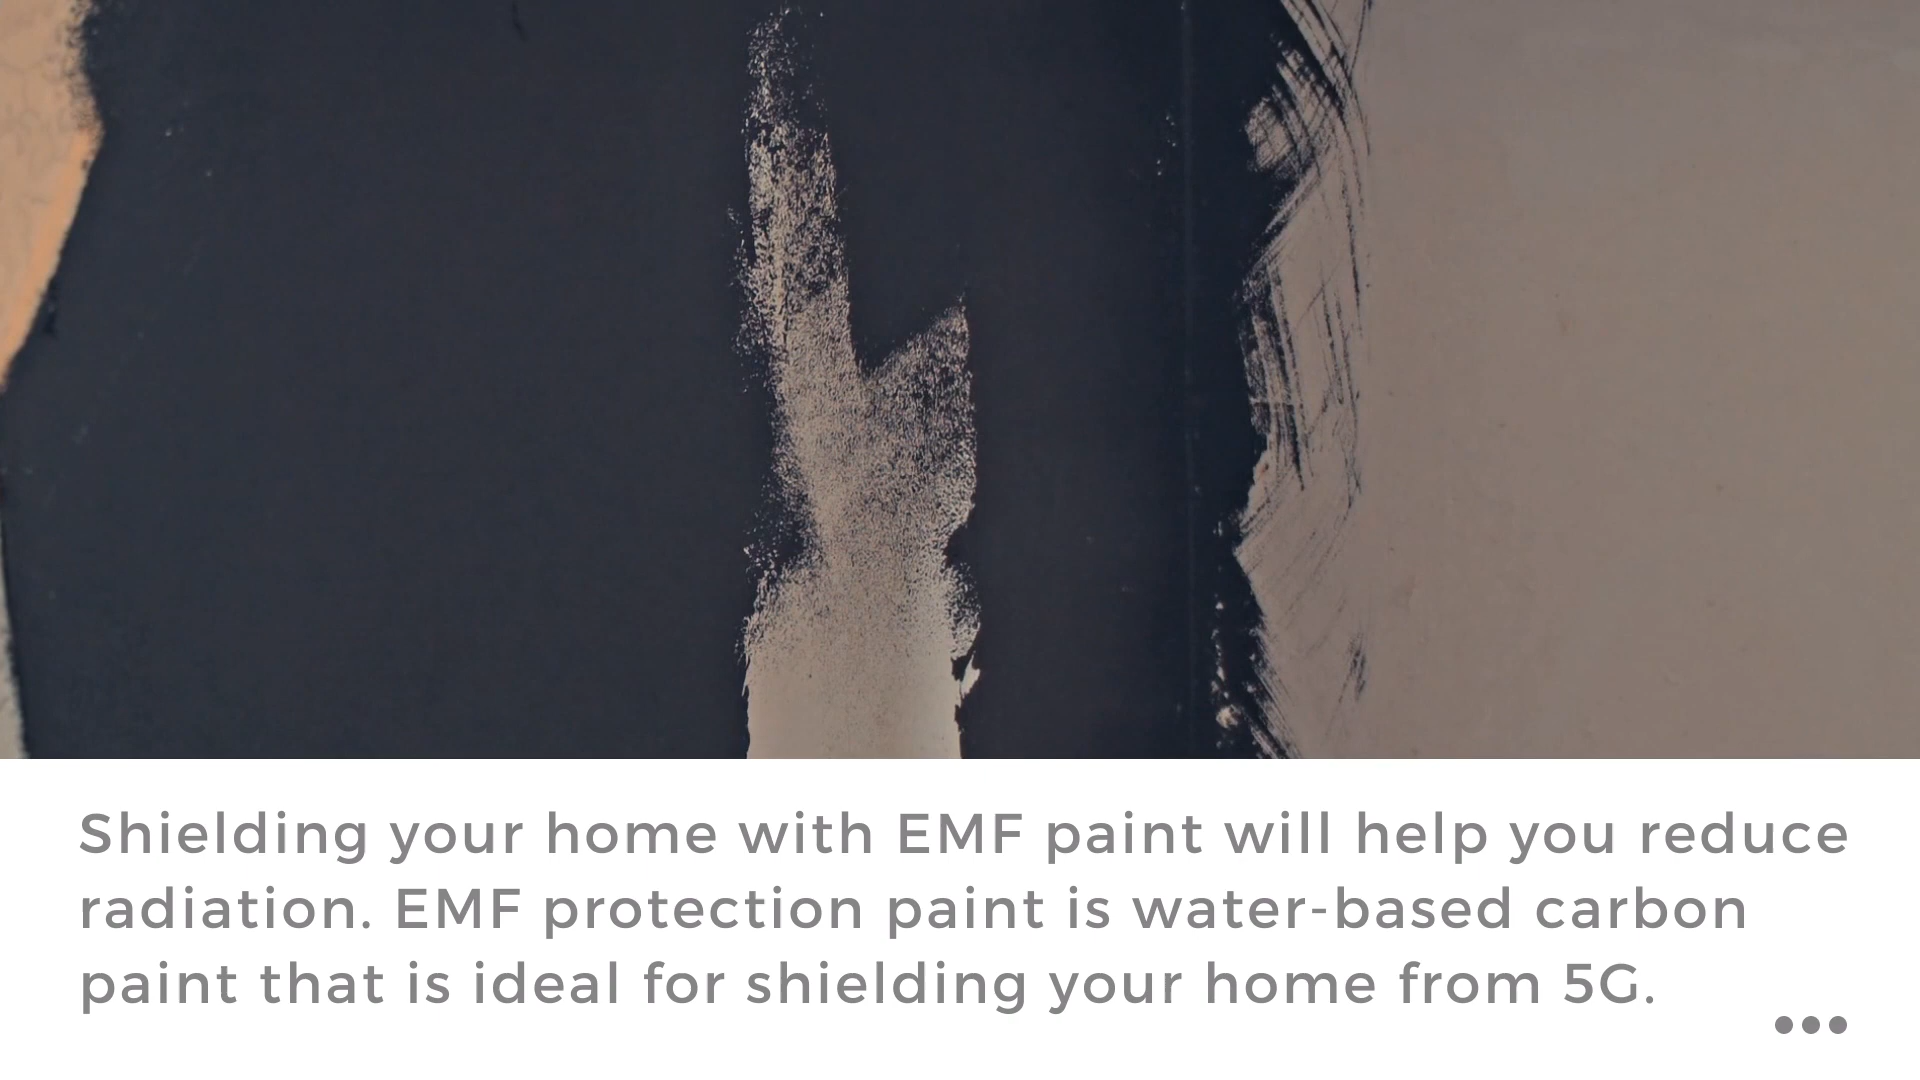 Shielding your home with EMF paint will help you reduce
radiation. EMF protection paint is water-based carbon
paint that is ideal for shielding your home from 5G.